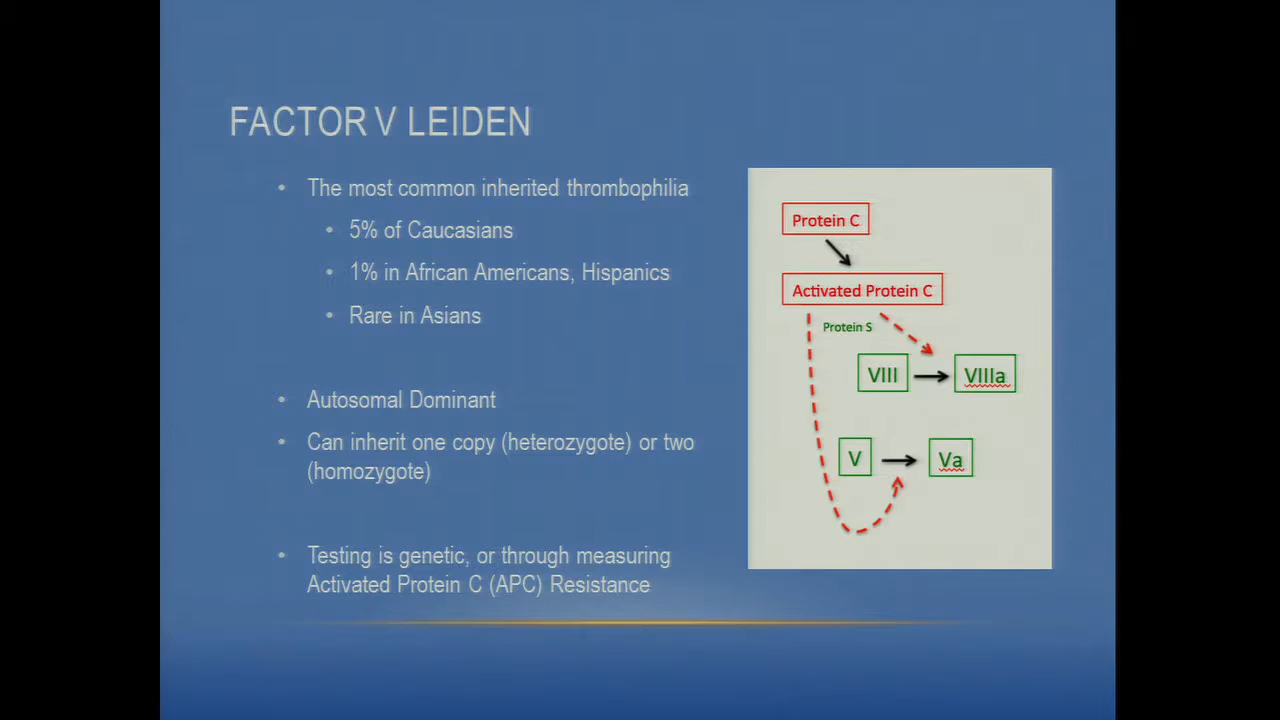 FACTOR V LEIDEN
• The most common inherited thrombophilia
• 5% of Caucasians
• 1% in African Americans, Hispanics
• Rare in Asians
• Autosomal Dominant
• Can inherit one copy (heterozygote) or two
(homozygote)
• Testing is genetic, or through measuring
Activated Protein C (APC) Resistance
Protein C
Activated Protein C
Protein S
VIII
VIIIa
V
Va